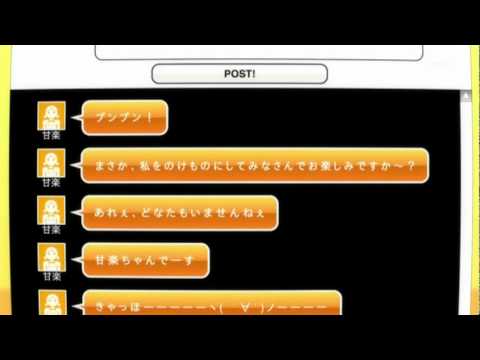 POST!
プンプン！
甘楽
まさか、私をのけものにしてみなさんでお楽しみですか～？
甘楽
あれぇ、どなたもいませんねぇ
甘楽
甘楽ちゃんでーす
甘楽
きゃっほーーーーーヽ(　´∀｀)ノーーーー